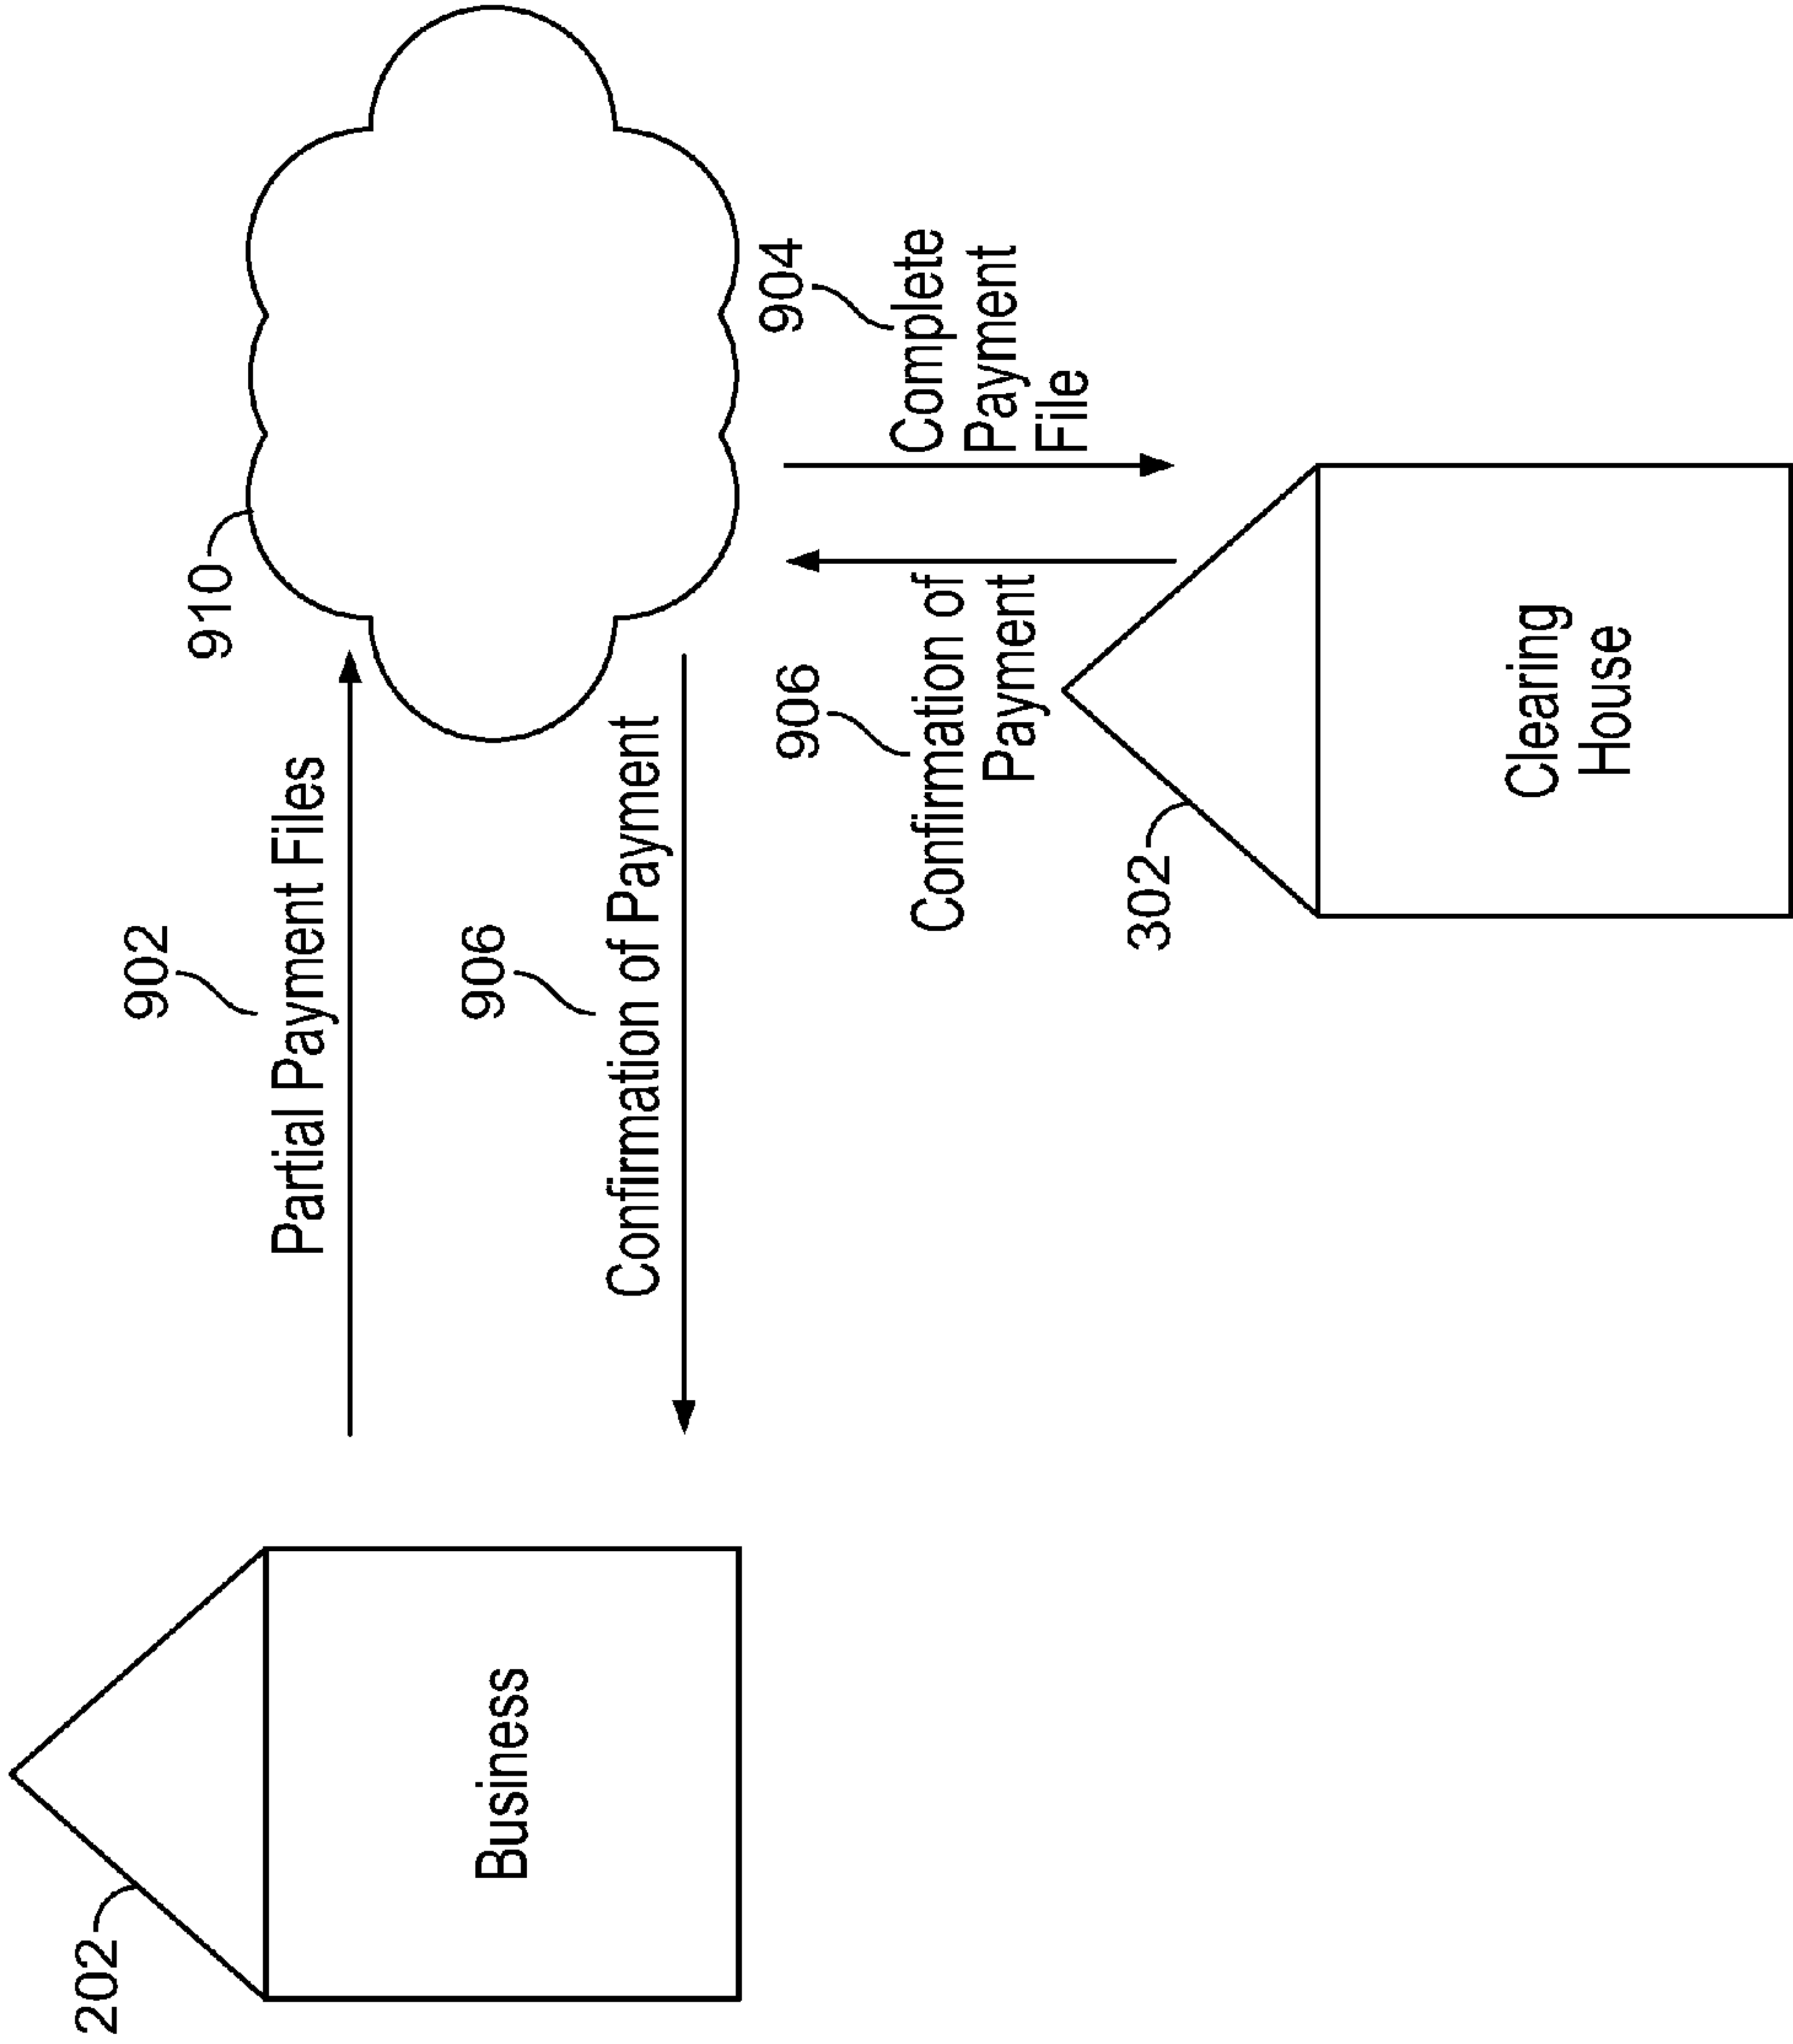 202
Business
902
Partial Payment Files
906
Confirmation of Payment
910
906
Confirmation of
Payment
904
Complete
Payment
File
302
Clearing
House